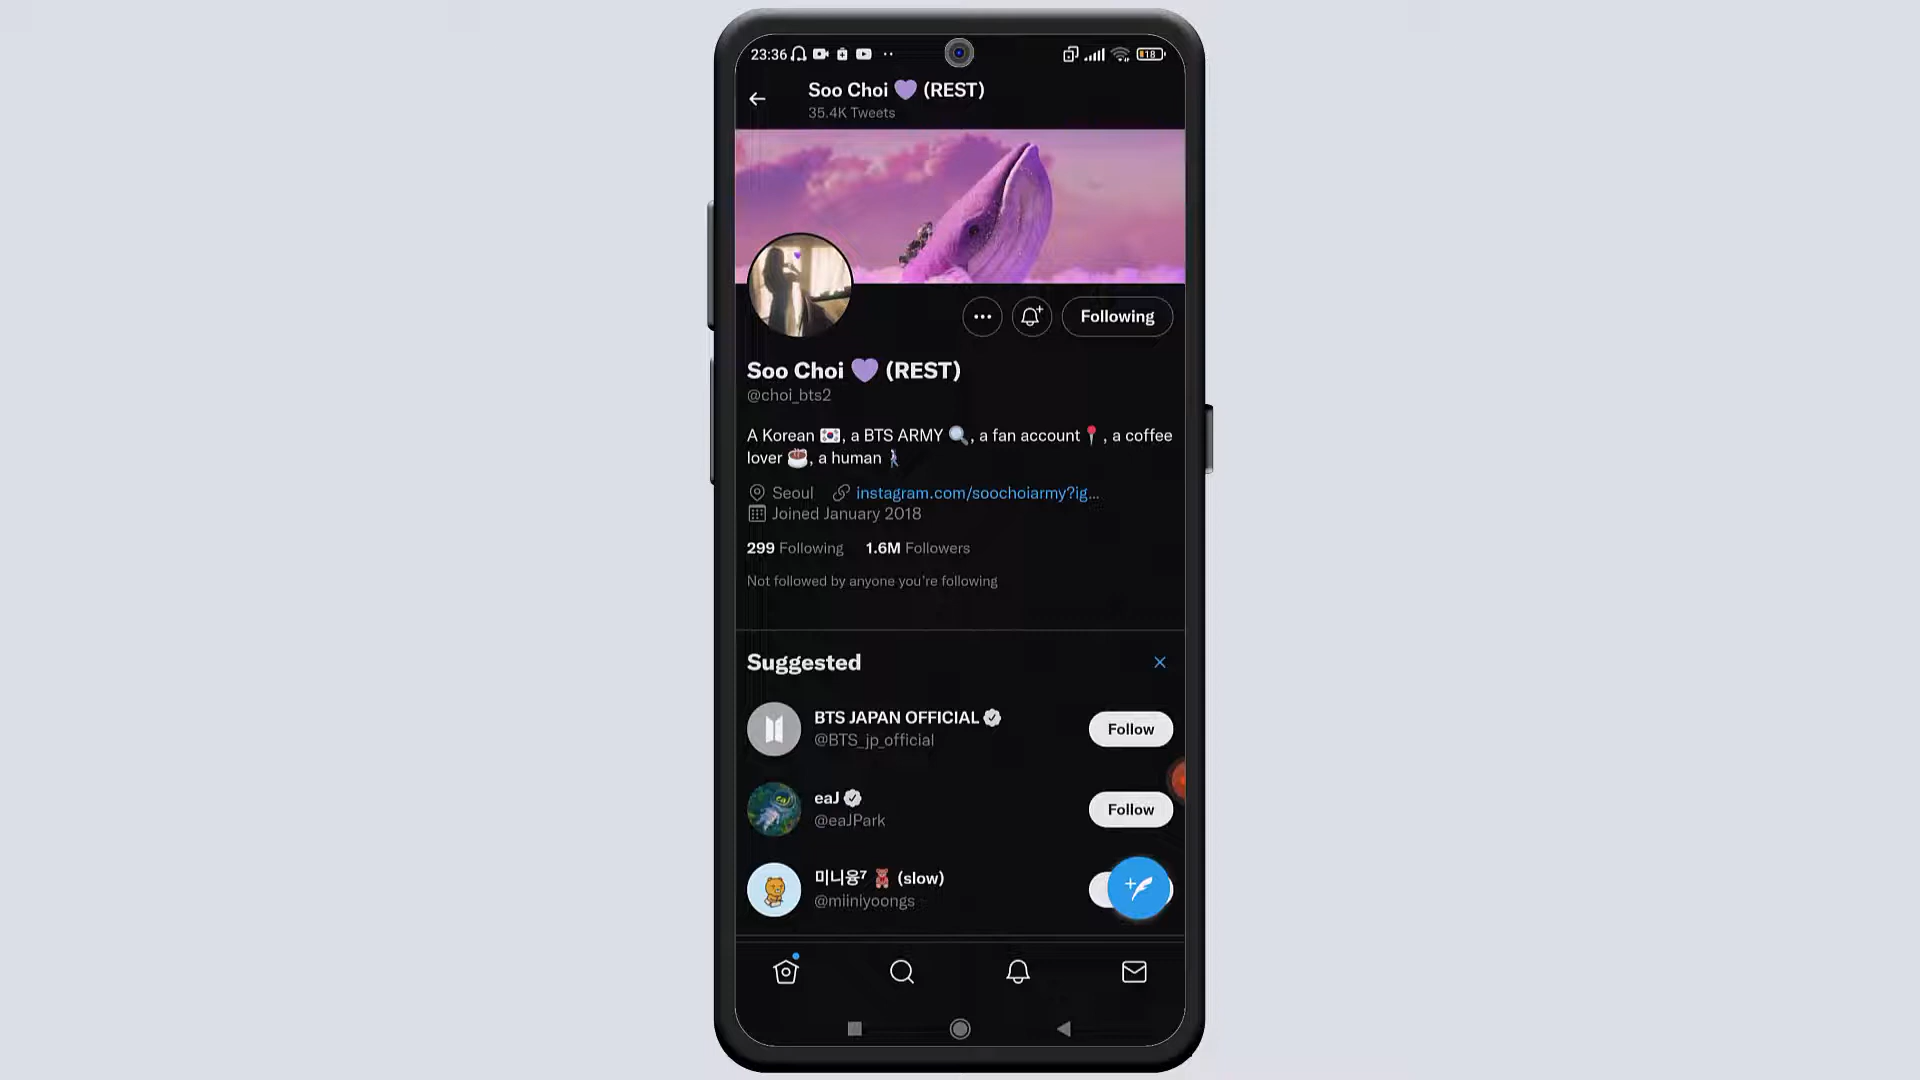 23:36
18
Soo Choi 💜 (REST)
35.4K Tweets
Following
Soo Choi 💜 (REST)
@choi_bts2
A Korean 🇰🇷, a BTS ARMY 🔍, a fan account 📍, a coffee
lover ☕, a human 🚶
Seoul instagram.com/soochoiarmy?ig...
Joined January 2018
299 Following 1.6M Followers
Not followed by anyone you're following
Suggested
BTS JAPAN OFFICIAL
@BTS_jp_official
Follow
eaJ
@eaJPark
Follow
미니융⁷ 🧸 (slow)
@miiniyoongs